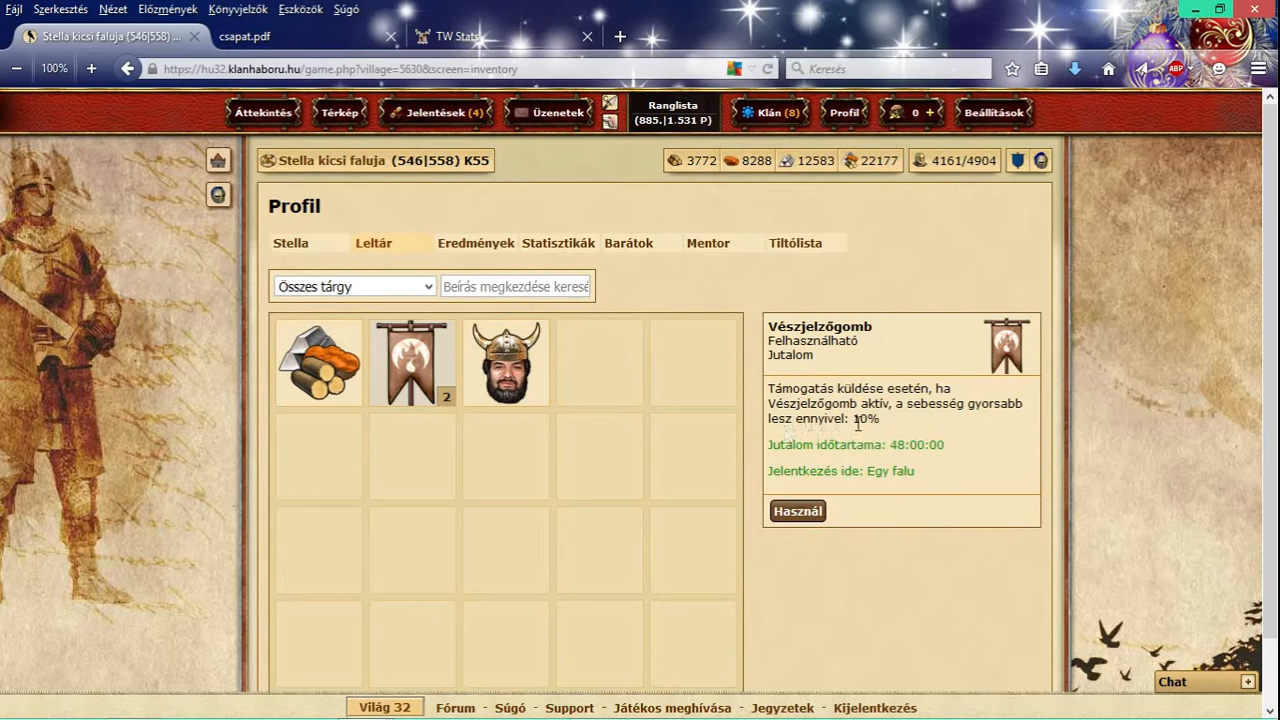 Fájl Szerkesztés Nézet Előzmények Könyvjelzők Eszközök Súgó
Stella kicsi faluja (546|558) ... × csapat.pdf × TW Stats ×
100% https://hu32.klanhaboru.hu/game.php?village=5630&screen=inventory Keresés ABP
Áttekintés Térkép Jelentések (4) Üzenetek Ranglista Klán (8) Profil 0 + Beállítások
(885.|1.531 P)
Stella kicsi faluja (546|558) K55 3772 8288 12583 22177 4161/4904
Profil
Stella Leltár Eredmények Statisztikák Barátok Mentor Tiltólista
Összes tárgy Beírás megkezdése keresé
2
Vészjelzőgomb
Felhasználható
Jutalom
Támogatás küldése esetén, ha
Vészjelzőgomb aktív, a sebesség gyorsabb
lesz ennyivel: 10%
Jutalom időtartama: 48:00:00
Jelentkezés ide: Egy falu
Használ
Chat +
Világ 32 Fórum - Súgó - Support - Játékos meghívása - Jegyzetek - Kijelentkezés